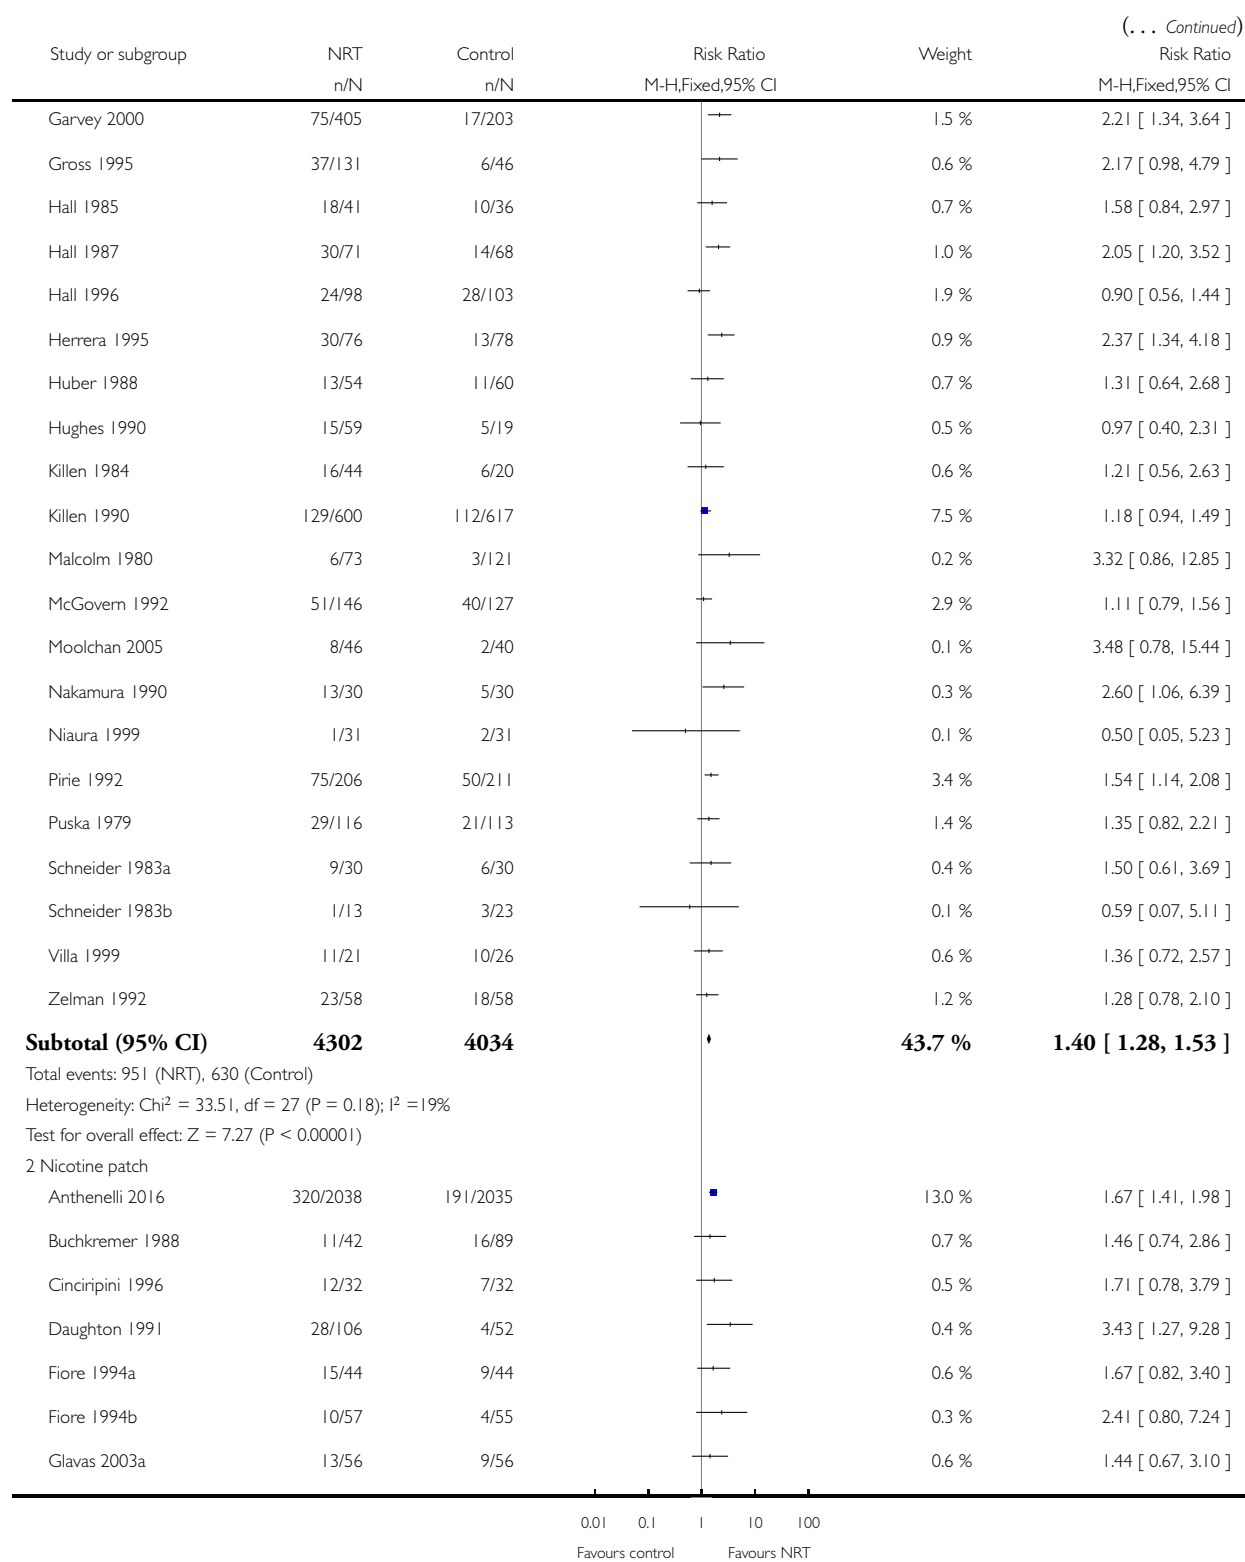 (... Continued)
Study or subgroup NRT Control Risk Ratio Weight Risk Ratio
n/N n/N M-H,Fixed,95% CI M-H,Fixed,95% CI
Garvey 2000 75/405 17/203 1.5 % 2.21 [ 1.34, 3.64 ]
Gross 1995 37/131 6/46 0.6 % 2.17 [ 0.98, 4.79 ]
Hall 1985 18/41 10/36 0.7 % 1.58 [ 0.84, 2.97 ]
Hall 1987 30/71 14/68 1.0 % 2.05 [ 1.20, 3.52 ]
Hall 1996 24/98 28/103 1.9 % 0.90 [ 0.56, 1.44 ]
Herrera 1995 30/76 13/78 0.9 % 2.37 [ 1.34, 4.18 ]
Huber 1988 13/54 11/60 0.7 % 1.31 [ 0.64, 2.68 ]
Hughes 1990 15/59 5/19 0.5 % 0.97 [ 0.40, 2.31 ]
Killen 1984 16/44 6/20 0.6 % 1.21 [ 0.56, 2.63 ]
Killen 1990 129/600 112/617 7.5 % 1.18 [ 0.94, 1.49 ]
Malcolm 1980 6/73 3/121 0.2 % 3.32 [ 0.86, 12.85 ]
McGovern 1992 51/146 40/127 2.9 % 1.11 [ 0.79, 1.56 ]
Moolchan 2005 8/46 2/40 0.1 % 3.48 [ 0.78, 15.44 ]
Nakamura 1990 13/30 5/30 0.3 % 2.60 [ 1.06, 6.39 ]
Niaura 1999 1/31 2/31 0.1 % 0.50 [ 0.05, 5.23 ]
Pirie 1992 75/206 50/211 3.4 % 1.54 [ 1.14, 2.08 ]
Puska 1979 29/116 21/113 1.4 % 1.35 [ 0.82, 2.21 ]
Schneider 1983a 9/30 6/30 0.4 % 1.50 [ 0.61, 3.69 ]
Schneider 1983b 1/13 3/23 0.1 % 0.59 [ 0.07, 5.11 ]
Villa 1999 11/21 10/26 0.6 % 1.36 [ 0.72, 2.57 ]
Zelman 1992 23/58 18/58 1.2 % 1.28 [ 0.78, 2.10 ]
Subtotal (95% CI) 4302 4034 43.7 % 1.40 [ 1.28, 1.53 ]
Total events: 951 (NRT), 630 (Control)
Heterogeneity: Chi² = 33.51, df = 27 (P = 0.18); I² =19%
Test for overall effect: Z = 7.27 (P < 0.00001)
2 Nicotine patch
Anthenelli 2016 320/2038 191/2035 13.0 % 1.67 [ 1.41, 1.98 ]
Buchkremer 1988 11/42 16/89 0.7 % 1.46 [ 0.74, 2.86 ]
Cinciripini 1996 12/32 7/32 0.5 % 1.71 [ 0.78, 3.79 ]
Daughton 1991 28/106 4/52 0.4 % 3.43 [ 1.27, 9.28 ]
Fiore 1994a 15/44 9/44 0.6 % 1.67 [ 0.82, 3.40 ]
Fiore 1994b 10/57 4/55 0.3 % 2.41 [ 0.80, 7.24 ]
Glavas 2003a 13/56 9/56 0.6 % 1.44 [ 0.67, 3.10 ]
0.01 0.1 1 10 100
Favours control Favours NRT